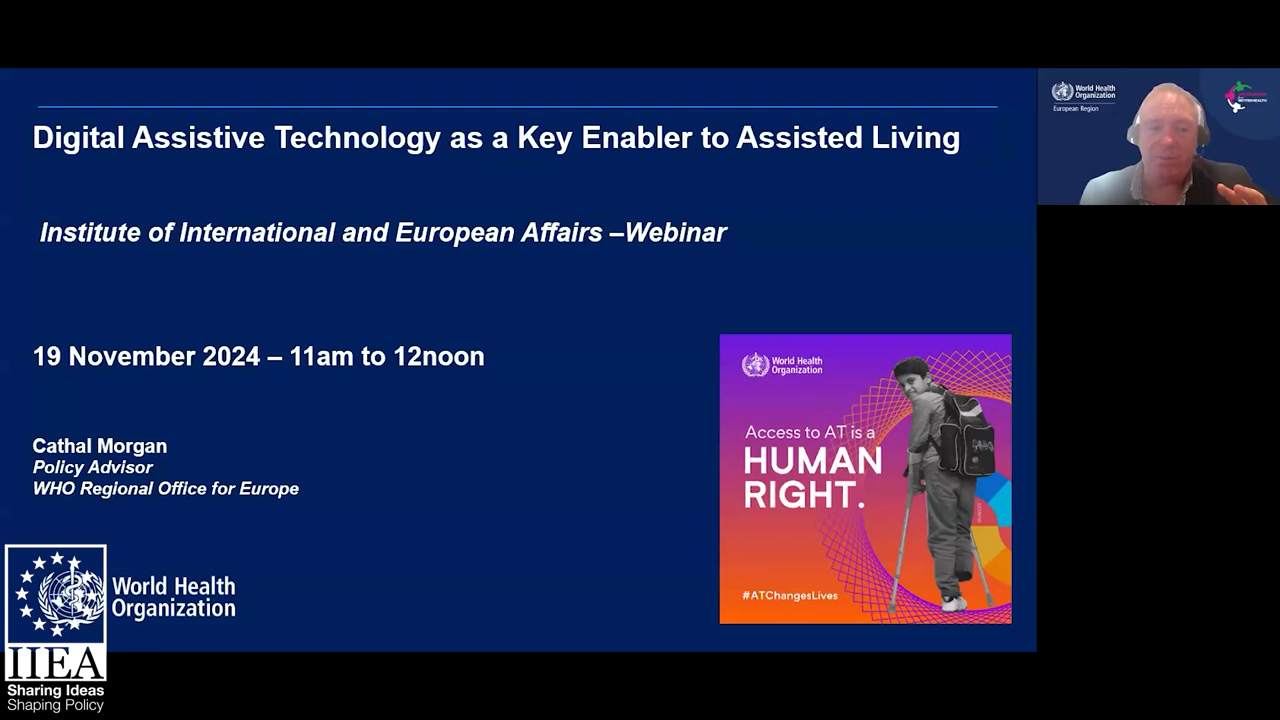 Digital Assistive Technology as a Key Enabler to Assisted Living
Institute of International and European Affairs –Webinar
19 November 2024 – 11am to 12noon
Cathal Morgan
Policy Advisor
WHO Regional Office for Europe
World Health
Organization
IIEA
Sharing Ideas
Shaping Policy
World Health
Organization
Access to AT is a
HUMAN
RIGHT.
#ATChangesLives
World Health
Organization
European Region